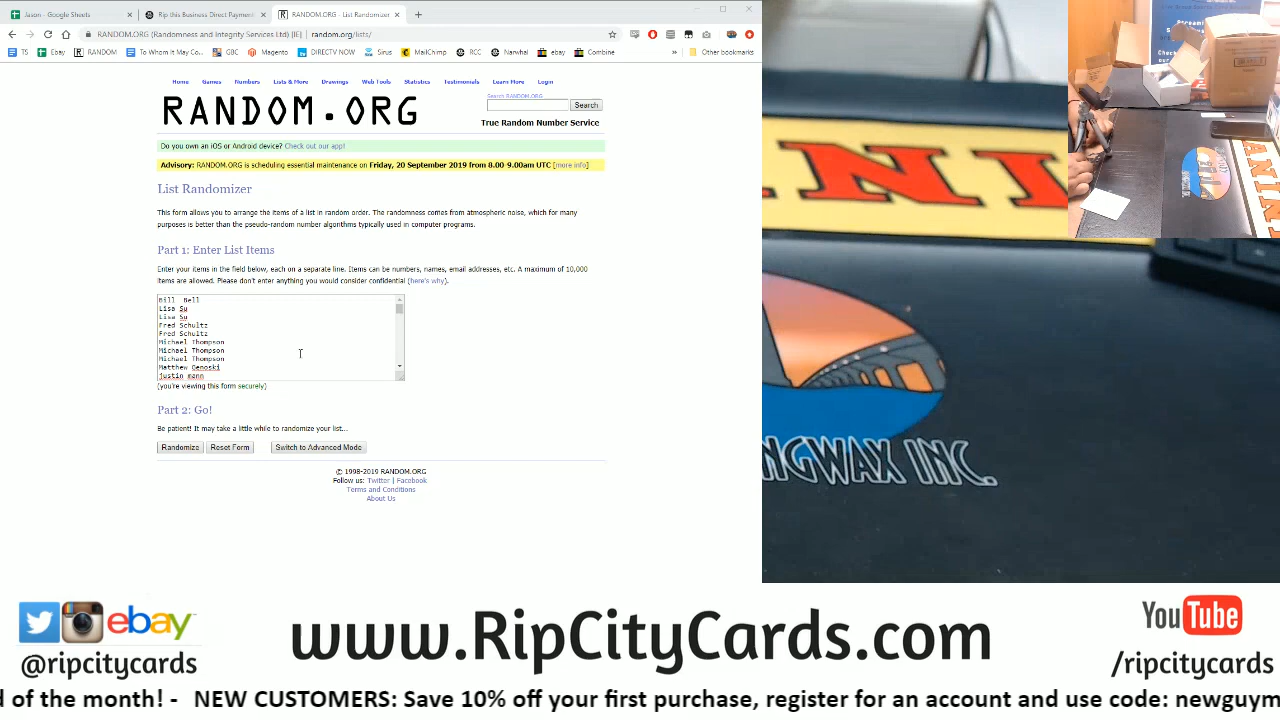 Jason - Google Sheets
Rip this Business Direct Payment
RANDOM.ORG - List Randomizer
RANDOM.ORG (Randomness and Integrity Services Ltd) [IE] | random.org/lists/
TS
Ebay
RANDOM
To Whom It May Co...
GBC
Magento
DIRECTV NOW
Sirus
MailChimp
RCC
Narwhal
ebay
Combine
»
Other bookmarks
Home
Games
Numbers
Lists & More
Drawings
Web Tools
Statistics
Testimonials
Learn More
Login
RANDOM.ORG
Search RANDOM.ORG
Search
True Random Number Service
Do you own an iOS or Android device? Check out our app!
Advisory: RANDOM.ORG is scheduling essential maintenance on Friday, 20 September 2019 from 8.00-9.00am UTC [more info]
List Randomizer
This form allows you to arrange the items of a list in random order. The randomness comes from atmospheric noise, which for many
purposes is better than the pseudo-random number algorithms typically used in computer programs.
Part 1: Enter List Items
Enter your items in the field below, each on a separate line. Items can be numbers, names, email addresses, etc. A maximum of 10,000
items are allowed. Please don't enter anything you would consider confidential (here's why).
Bill  Bell
Lisa Su
Lisa Su
Fred Schultz
Fred Schultz
Michael Thompson
Michael Thompson
Michael Thompson
Matthew Genoski
justin mann
(you're viewing this form securely)
Part 2: Go!
Be patient! It may take a little while to randomize your list...
Randomize
Reset Form
Switch to Advanced Mode
© 1998-2019 RANDOM.ORG
Follow us: Twitter | Facebook
Terms and Conditions
About Us
INI
NGWAX INC.
ebay
@ripcitycards
www.RipCityCards.com
YouTube
/ripcitycards
d of the month! -   NEW CUSTOMERS: Save 10% off your first purchase, register for an account and use code: newguym